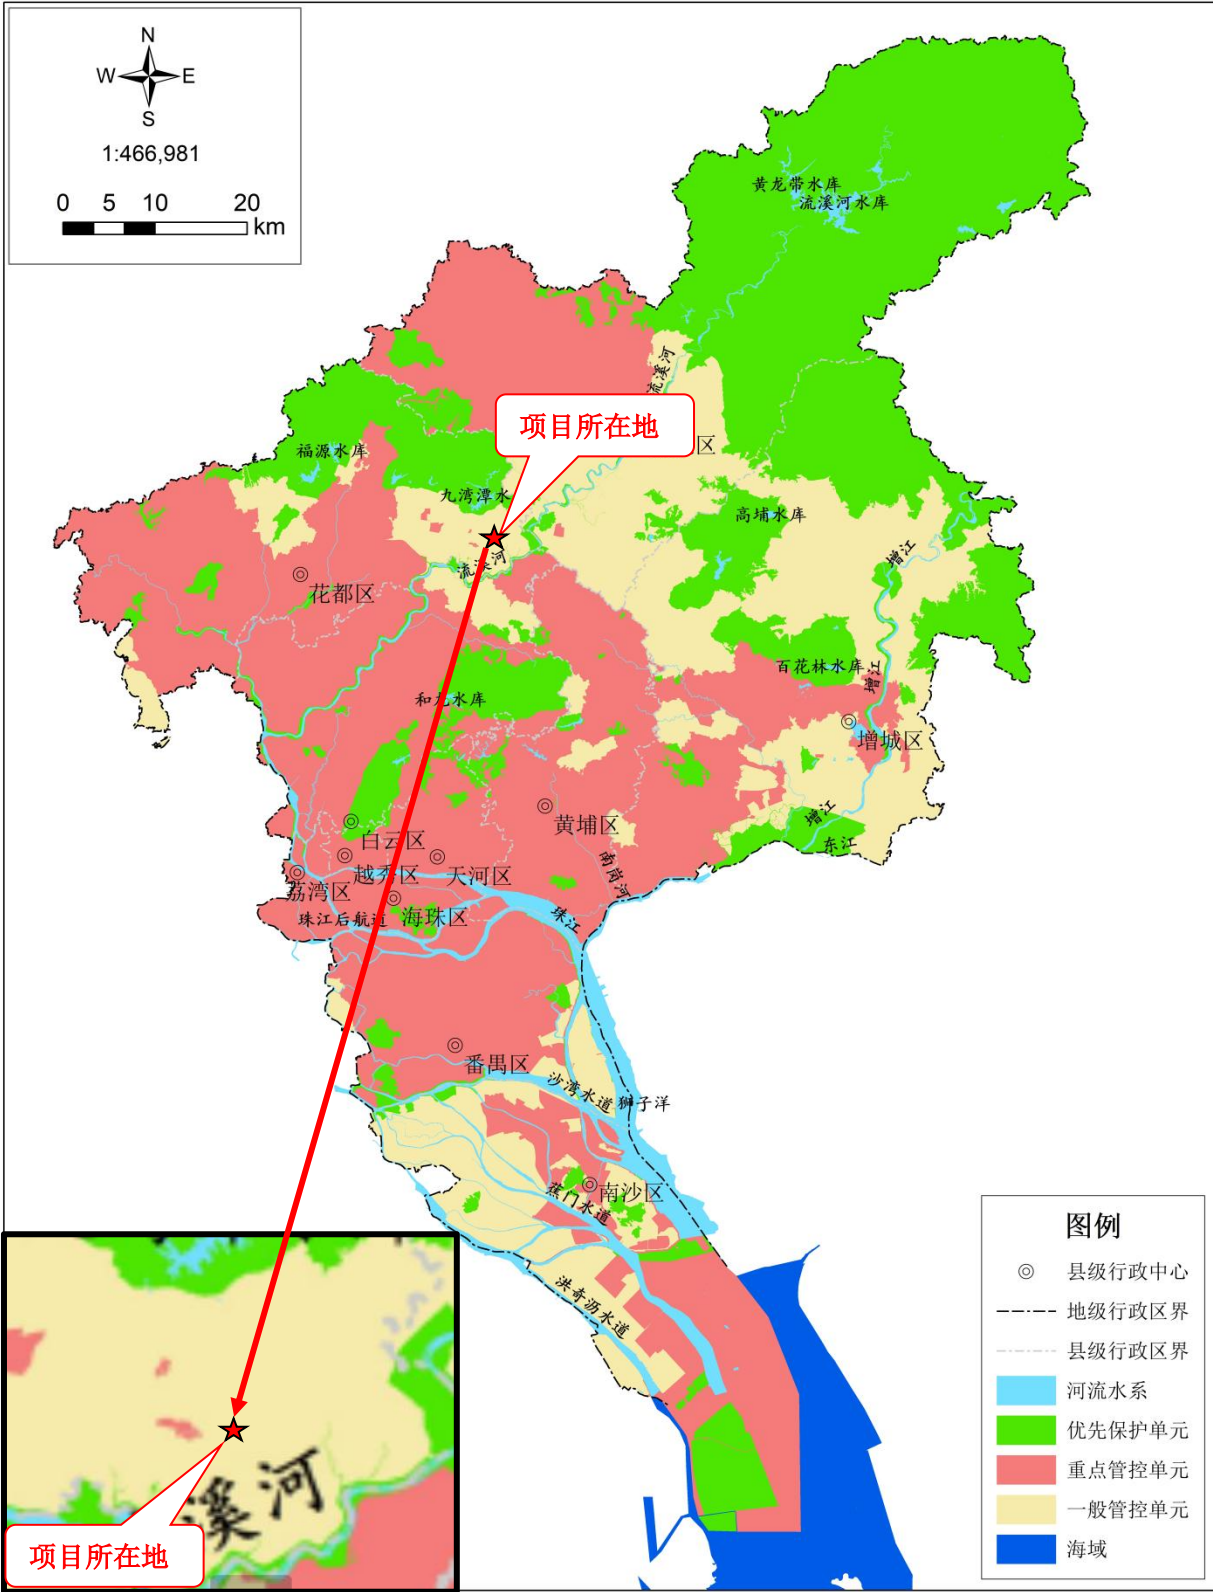 N
W E
S
1:466,981
0 5 10 20
km
黄龙带水库
流溪河水库
流溪河
项目所在地
区
福源水库
九湾潭水
高埔水库
增江
流溪河
花都区
百花林水库
增江
和龙水库
增城区
增江
黄埔区
白云区
东江
越秀区
天河区
南岗河
荔湾区
海珠区
珠江后航道
珠江
番禺区
沙湾水道
狮子洋
南沙区
蕉门水道
洪奇沥水道
溪河
项目所在地
图例
县级行政中心
地级行政区界
县级行政区界
河流水系
优先保护单元
重点管控单元
一般管控单元
海域